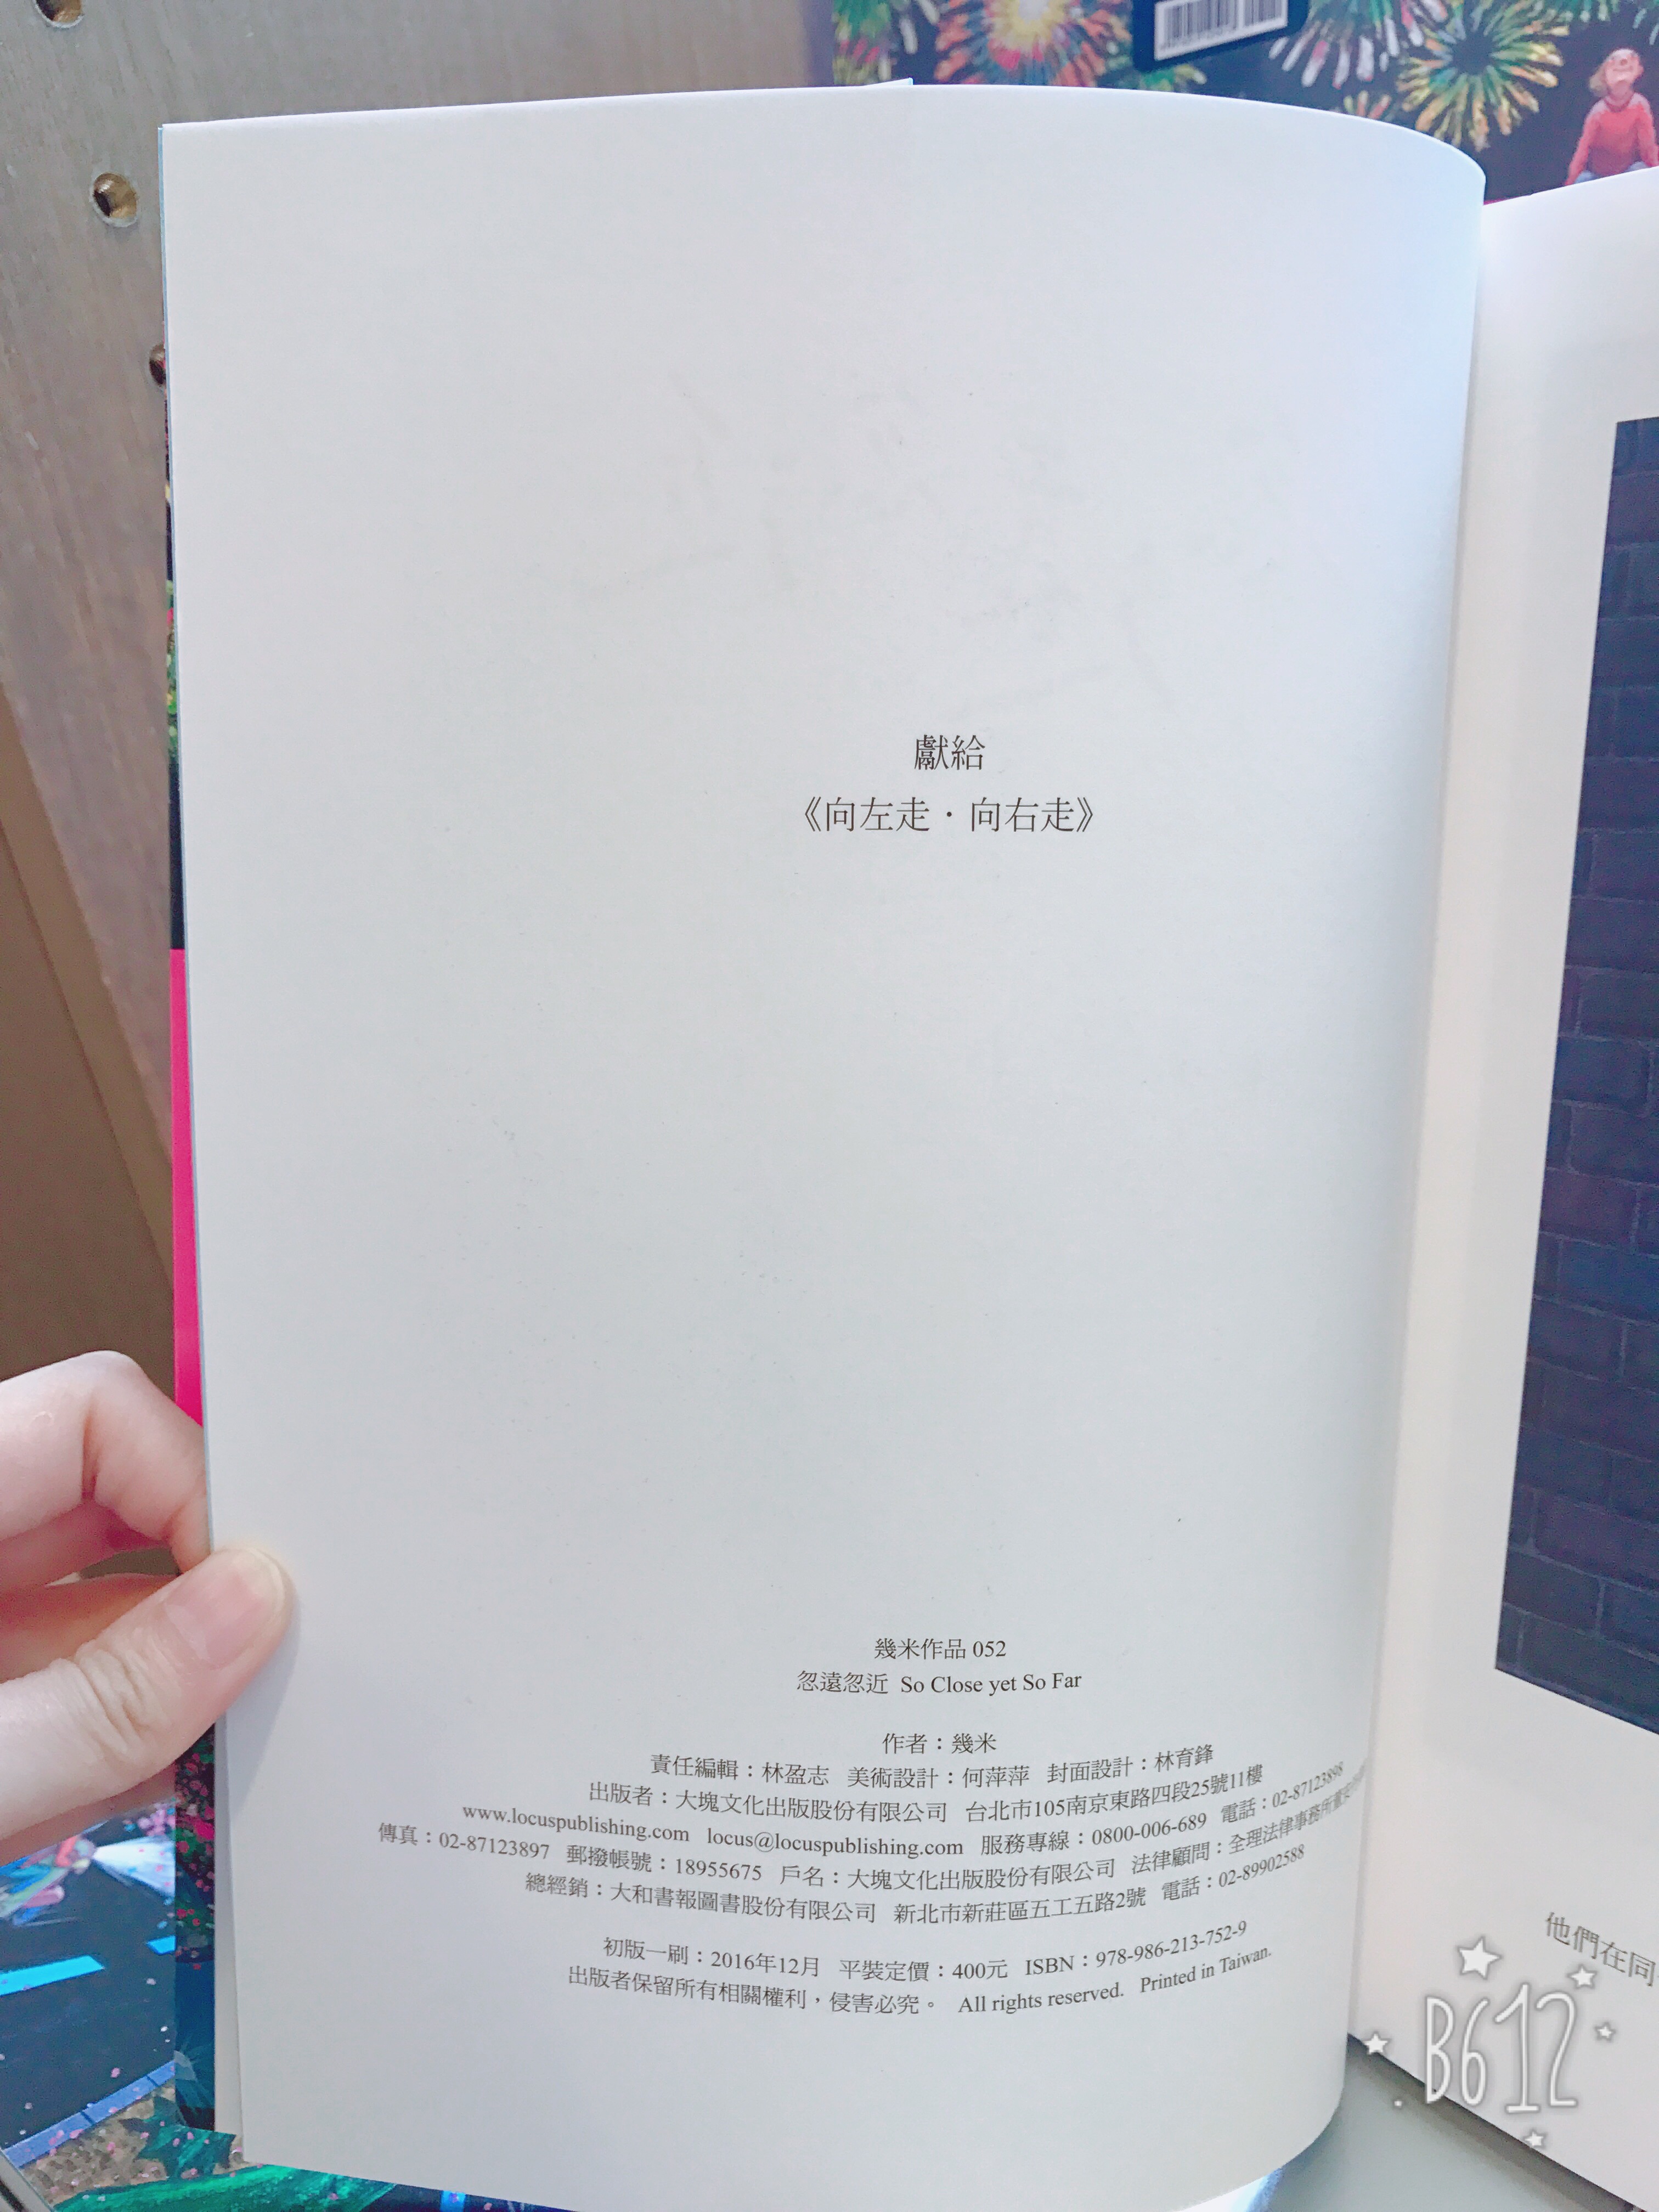 獻給
《向左走・向右走》
幾米作品 052
忽遠忽近 So Close yet So Far
作者：幾米
責任編輯：林盈志 美術設計：何萍萍 封面設計：林育鋒
出版者：大塊文化出版股份有限公司 台北市105南京東路四段25號11樓
www.locuspublishing.com locus@locuspublishing.com 服務專線：0800-006-689 電話：02-87123898
傳真：02-87123897 郵撥帳號：18955675 戶名：大塊文化出版股份有限公司 法律顧問：全理法律事務所董安
總經銷：大和書報圖書股份有限公司 新北市新莊區五工五路2號 電話：02-89902588
初版一刷：2016年12月 平裝定價：400元 ISBN：978-986-213-752-9
出版者保留所有相關權利，侵害必究。 All rights reserved. Printed in Taiwan.
他們在同
B612